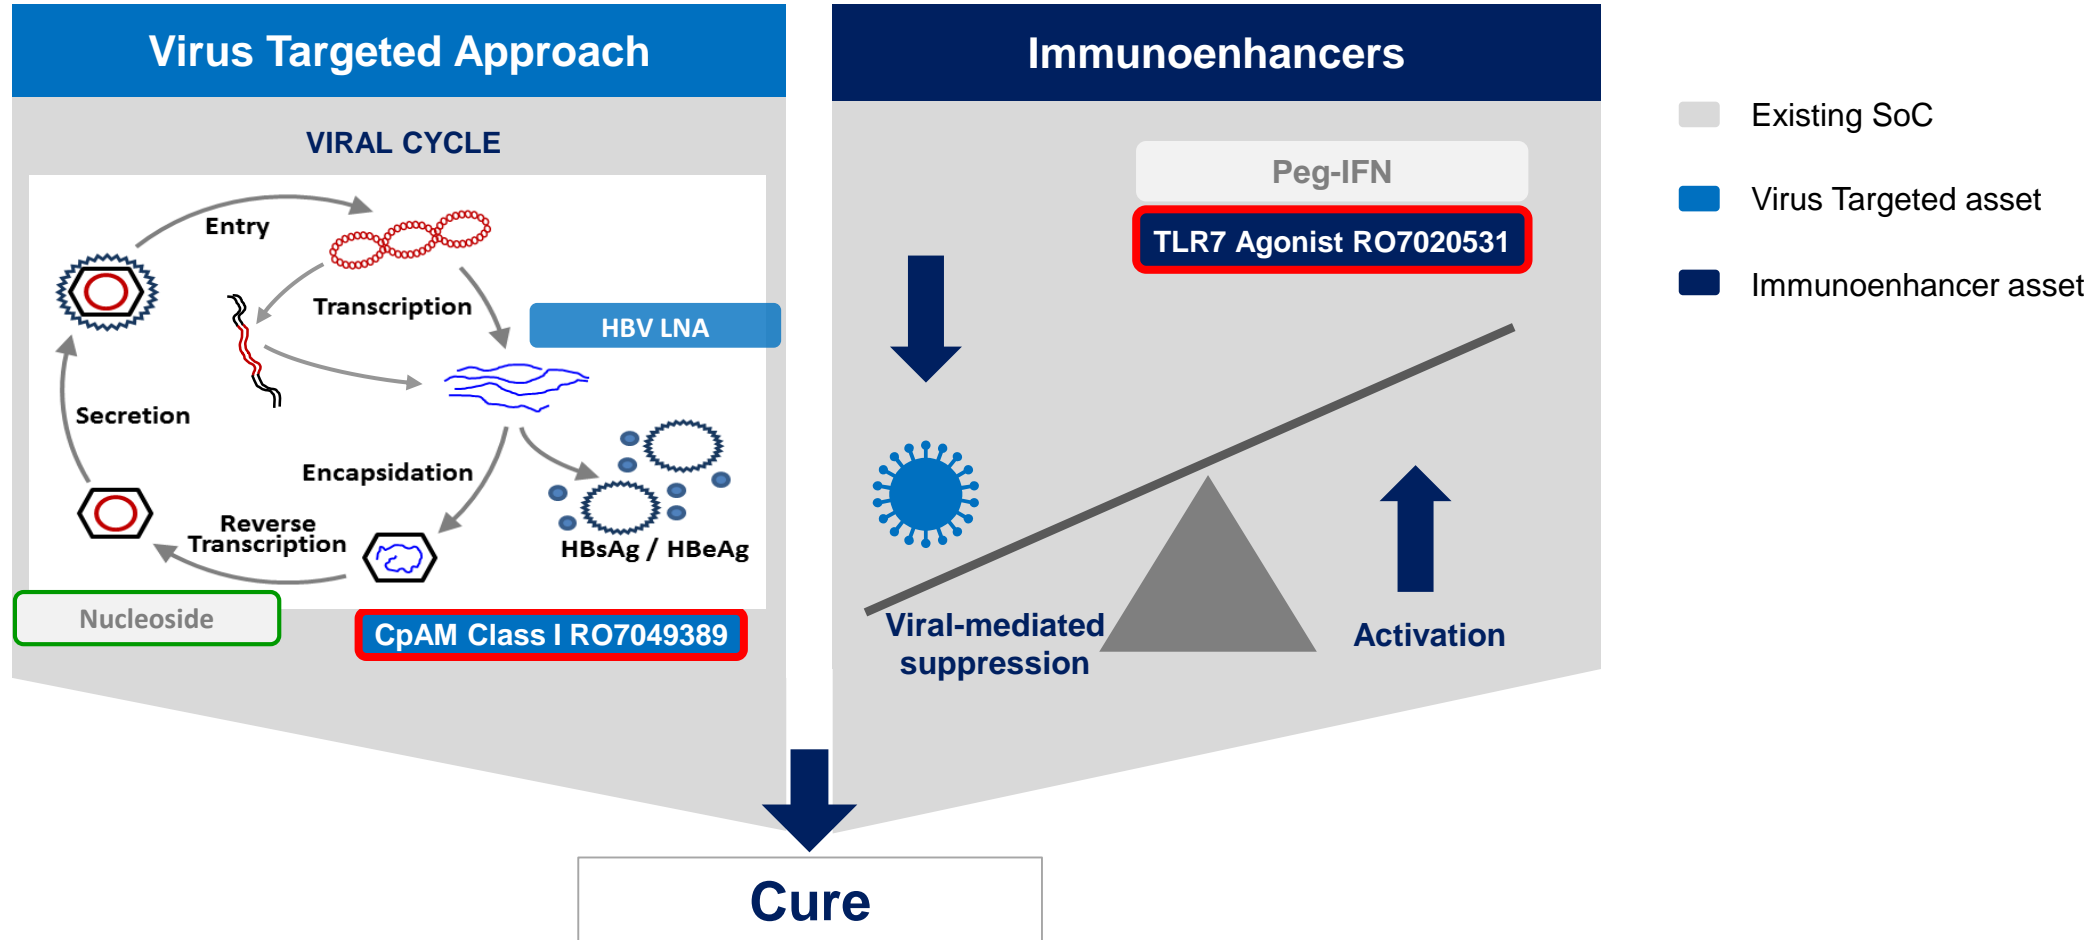 Virus Targeted Approach
VIRAL CYCLE
Entry
Transcription
HBV LNA
Secretion
Encapsidation
Reverse
Transcription
HBsAg / HBeAg
Nucleoside
CpAM Class I RO7049389
Immunoenhancers
Peg-IFN
TLR7 Agonist RO7020531
Viral-mediated
suppression
Activation
Existing SoC
Virus Targeted asset
Immunoenhancer asset
Cure